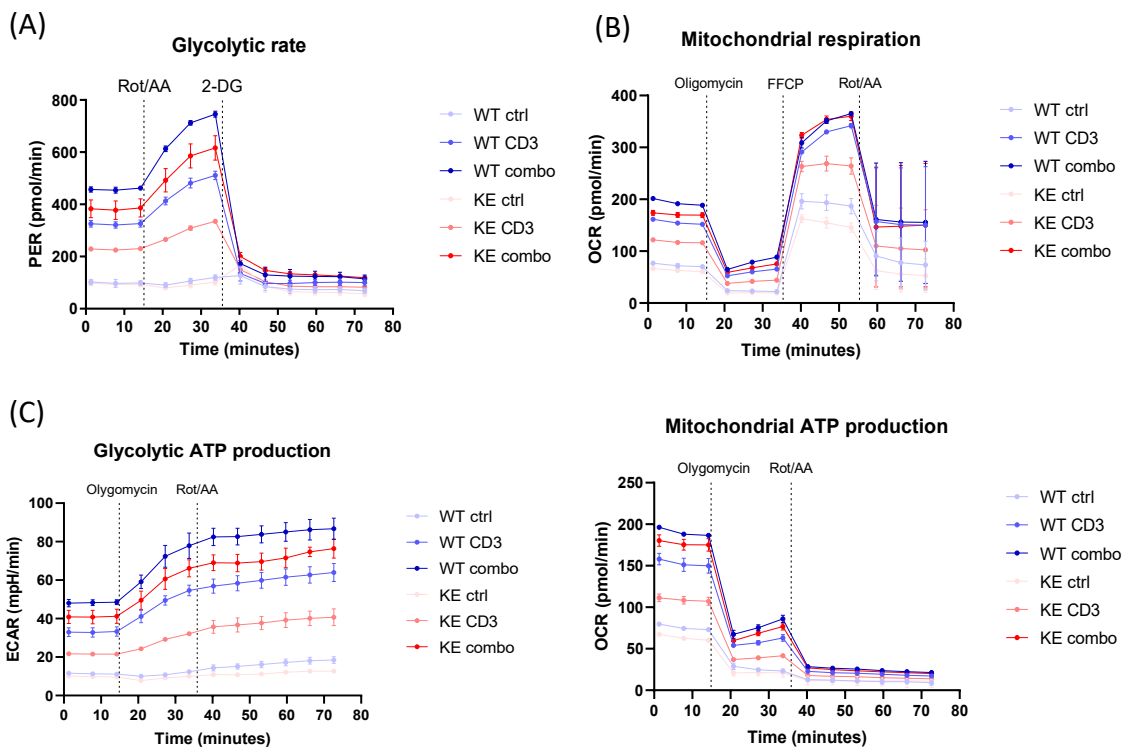 (A)
Glycolytic rate
Rot/AA
2-DG
PER (pmol/min)
800
600
400
200
0
0 10 20 30 40 50 60 70 80
Time (minutes)
WT ctrl
WT CD3
WT combo
KE ctrl
KE CD3
KE combo
(B)
Mitochondrial respiration
Oligomycin
FFCP
Rot/AA
OCR (pmol/min)
400
300
200
100
0
0 10 20 30 40 50 60 70 80
Time (minutes)
WT ctrl
WT CD3
WT combo
KE ctrl
KE CD3
KE combo
(C)
Glycolytic ATP production
Olygomycin
Rot/AA
ECAR (mpH/min)
100
80
60
40
20
0
0 10 20 30 40 50 60 70 80
Time (minutes)
WT ctrl
WT CD3
WT combo
KE ctrl
KE CD3
KE combo
Mitochondrial ATP production
Olygomycin
Rot/AA
OCR (pmol/min)
250
200
150
100
50
0
0 10 20 30 40 50 60 70 80
Time (minutes)
WT ctrl
WT CD3
WT combo
KE ctrl
KE CD3
KE combo